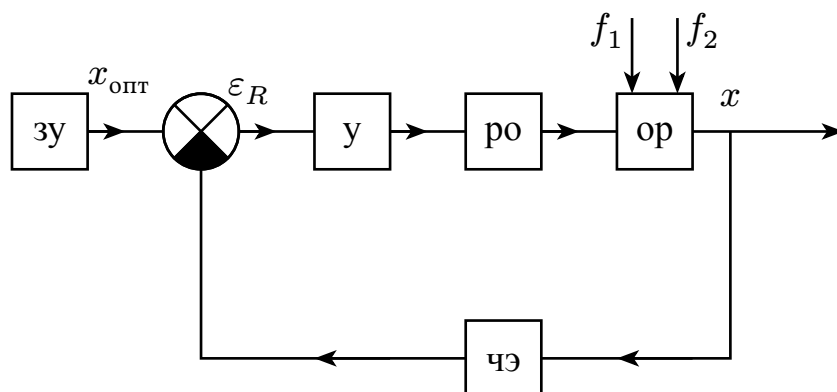 f₁ f₂
x_опт ε_R x
зу у ро ор
чэ